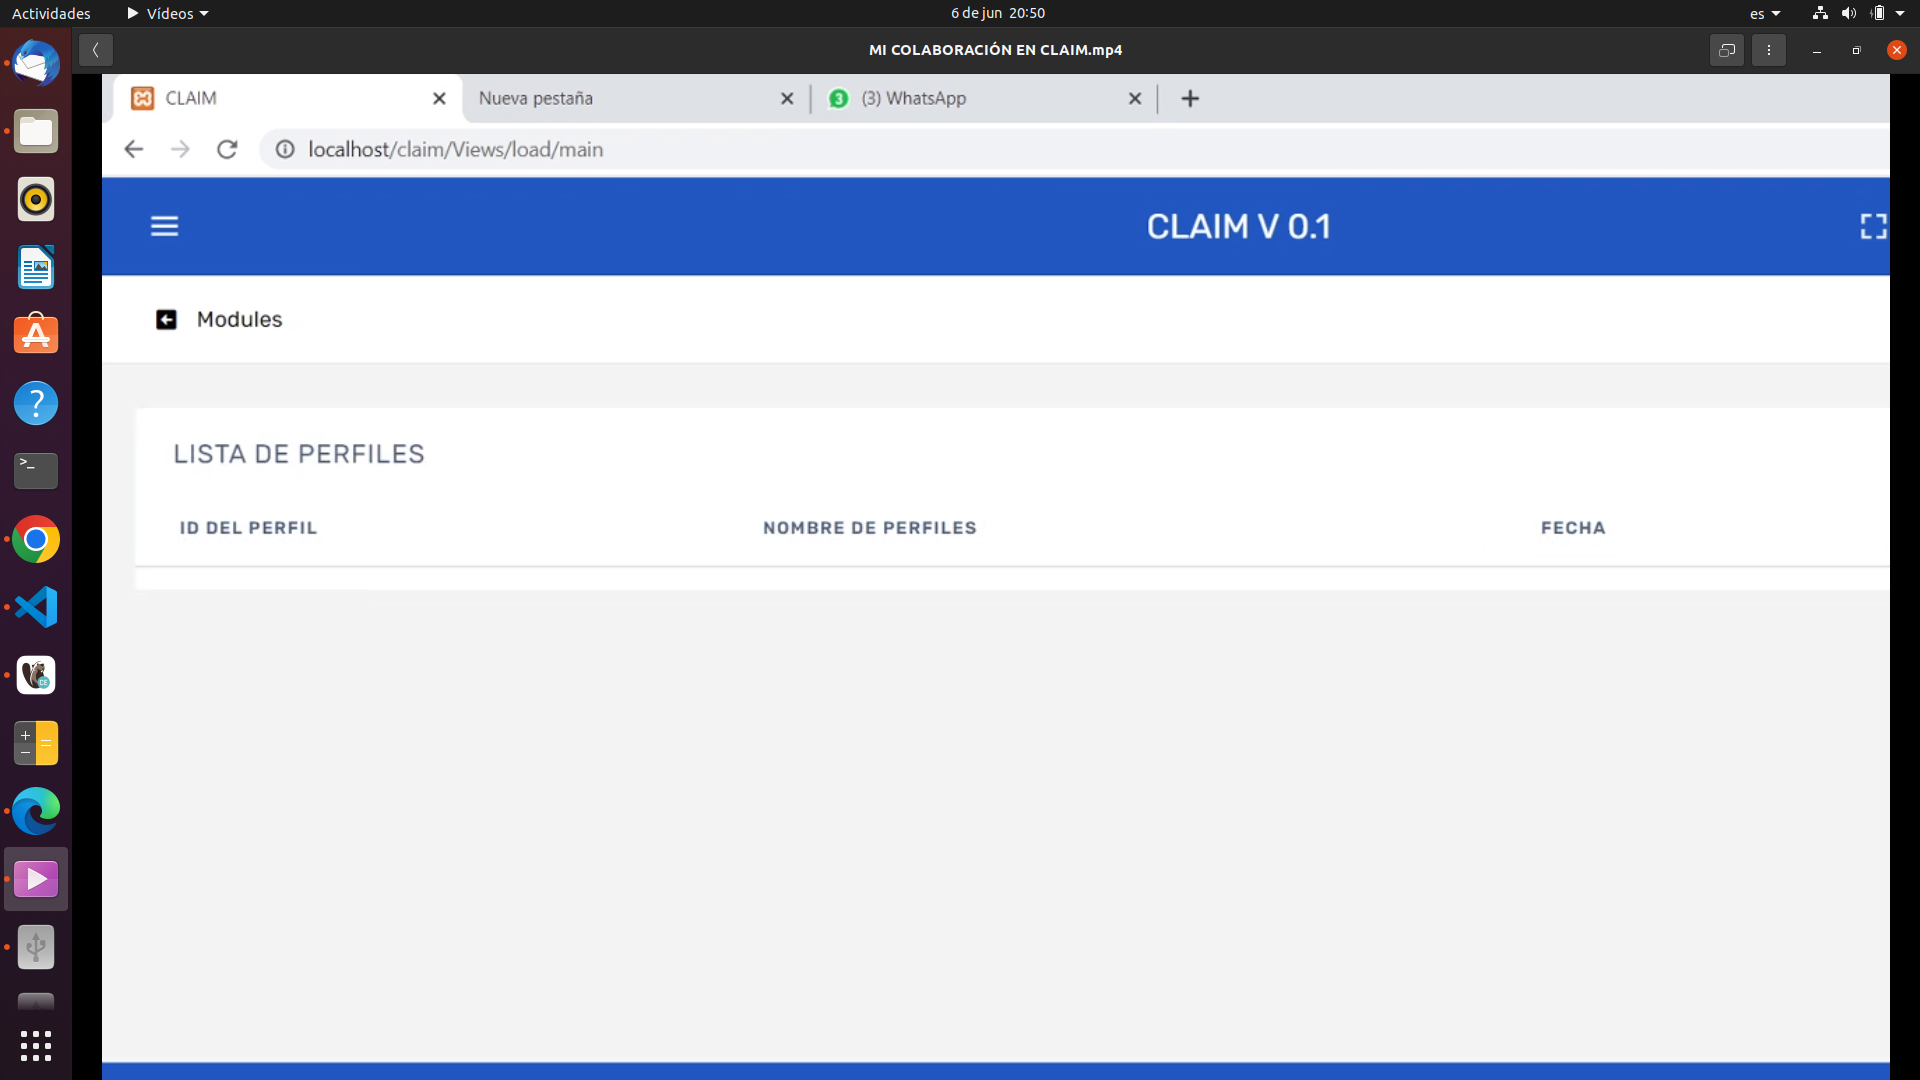 Actividades
Vídeos
6 de jun 20:50
es
MI COLABORACIÓN EN CLAIM.mp4
CLAIM
Nueva pestaña
3 (3) WhatsApp
localhost/claim/Views/load/main
CLAIM V 0.1
Modules
LISTA DE PERFILES
ID DEL PERFIL
NOMBRE DE PERFILES
FECHA